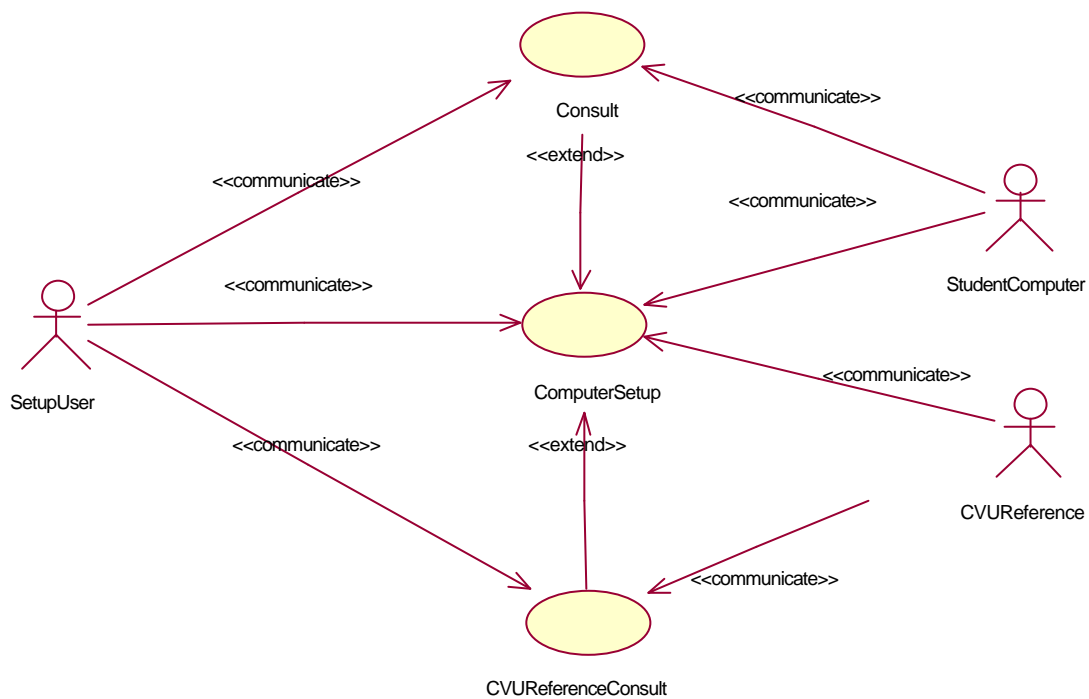 <<communicate>>
Consult
<<extend>>
<<communicate>>
<<communicate>>
<<communicate>>
StudentComputer
<<communicate>>
ComputerSetup
SetupUser
<<communicate>>
<<extend>>
CVUReference
<<communicate>>
CVUReferenceConsult